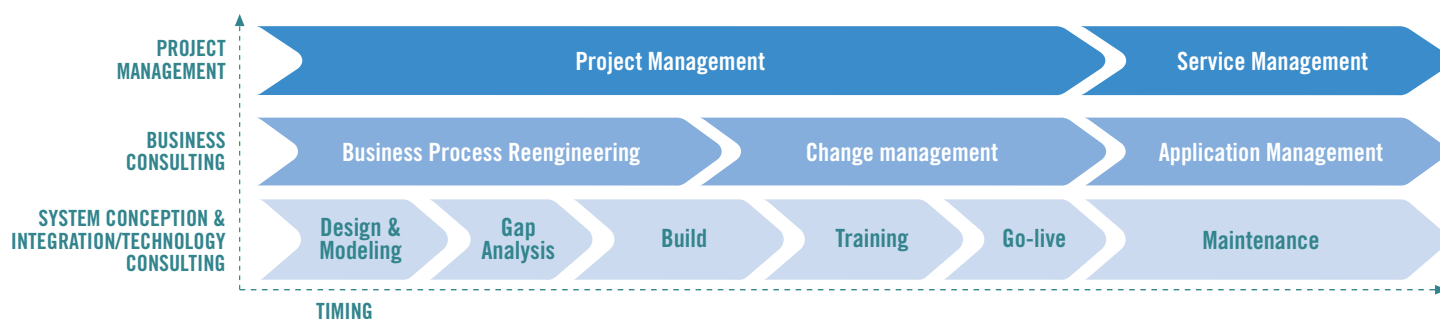 PROJECT
MANAGEMENT
Project Management
Service Management
BUSINESS
CONSULTING
Business Process Reengineering
Change management
Application Management
SYSTEM CONCEPTION &
INTEGRATION/TECHNOLOGY
CONSULTING
Design &
Modeling
Gap
Analysis
Build
Training
Go-live
Maintenance
TIMING